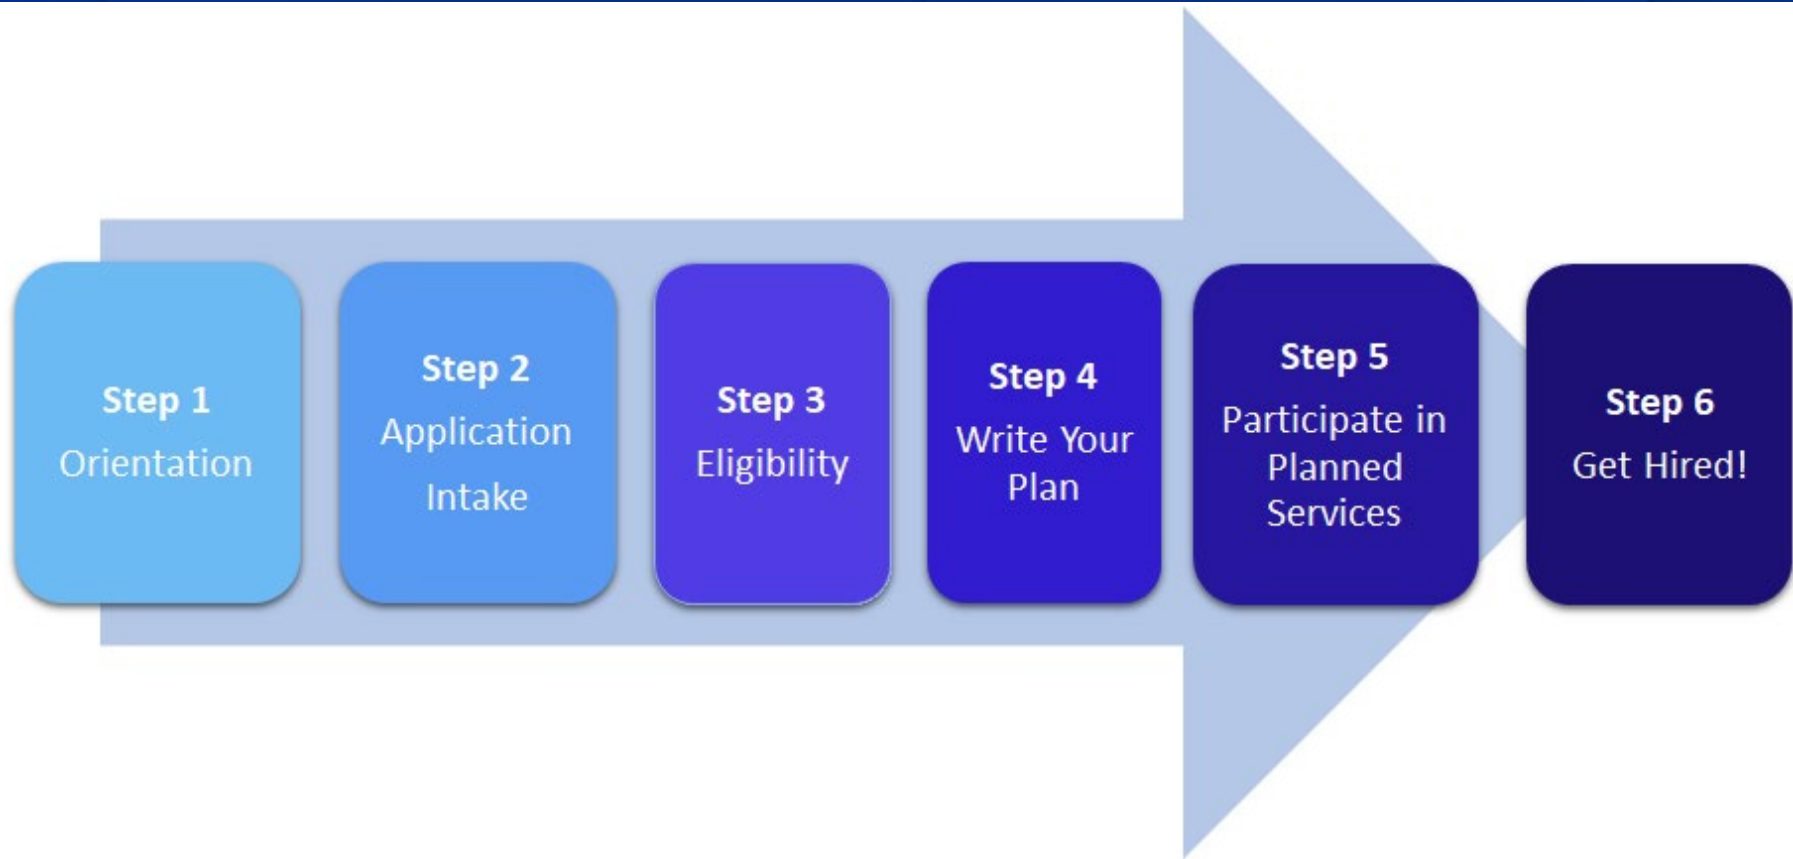 Step 1
Orientation
Step 2
Application
Intake
Step 3
Eligibility
Step 4
Write Your
Plan
Step 5
Participate in
Planned
Services
Step 6
Get Hired!